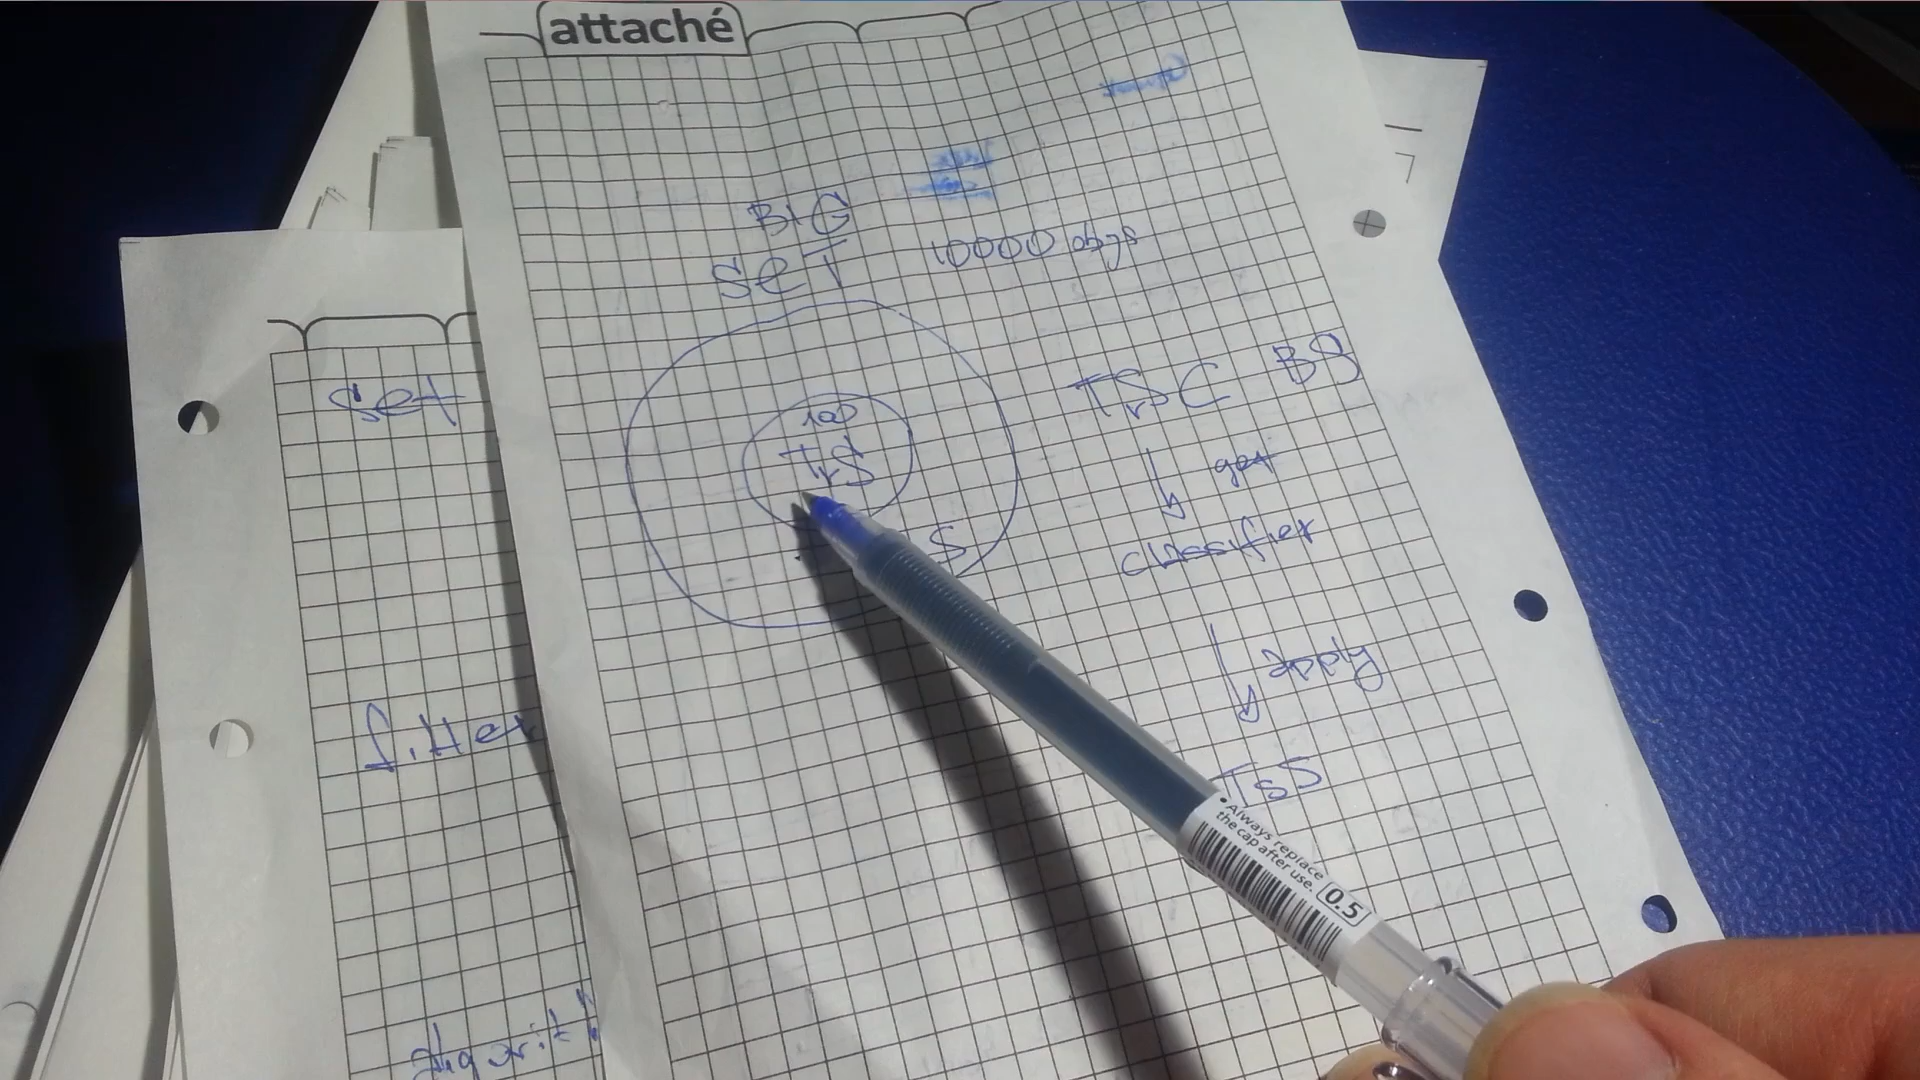 attaché
BIG
SET
10000 objs
100
TrS
S
TrSC BS
get
classifier
apply
TsS
set
filter
Algorith
• Always replace
the cap after use.
0.5